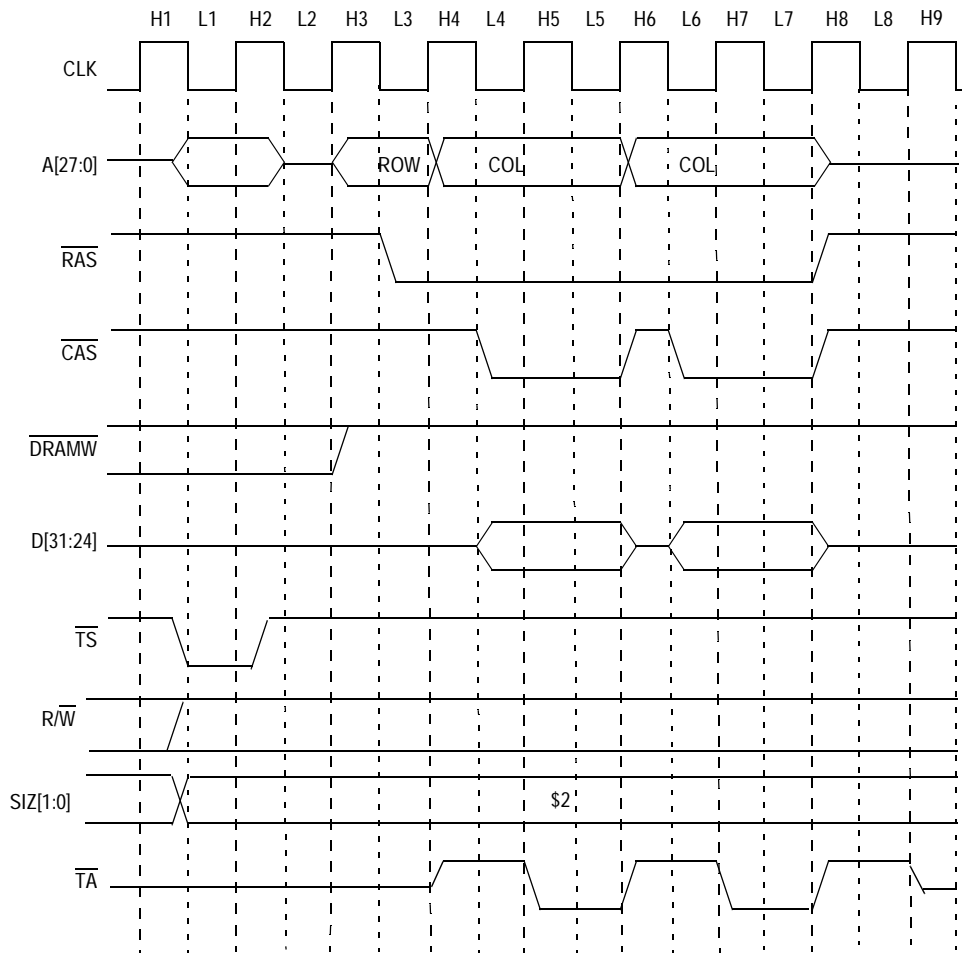 H1 L1 H2 L2 H3 L3 H4 L4 H5 L5 H6 L6 H7 L7 H8 L8 H9
CLK
A[27:0] ROW COL COL
RAS
CAS
DRAMW
D[31:24]
TS
R/W
SIZ[1:0] $2
TA